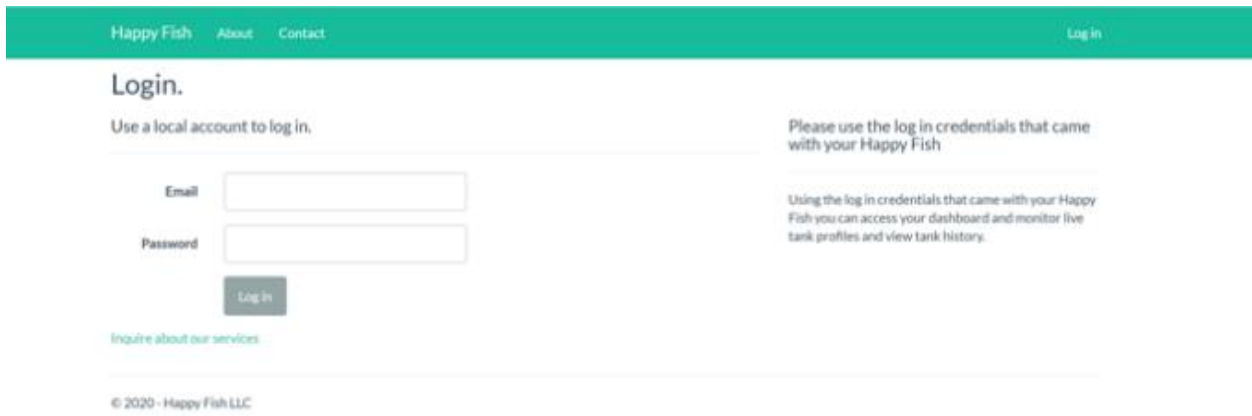 Happy Fish About Contact Log in
Login.
Use a local account to log in.
Email
Password
Log in
Inquire about our services
Please use the log in credentials that came
with your Happy Fish
Using the log in credentials that came with your Happy
Fish you can access your dashboard and monitor live
tank profiles and view tank history.
© 2020 - Happy Fish LLC